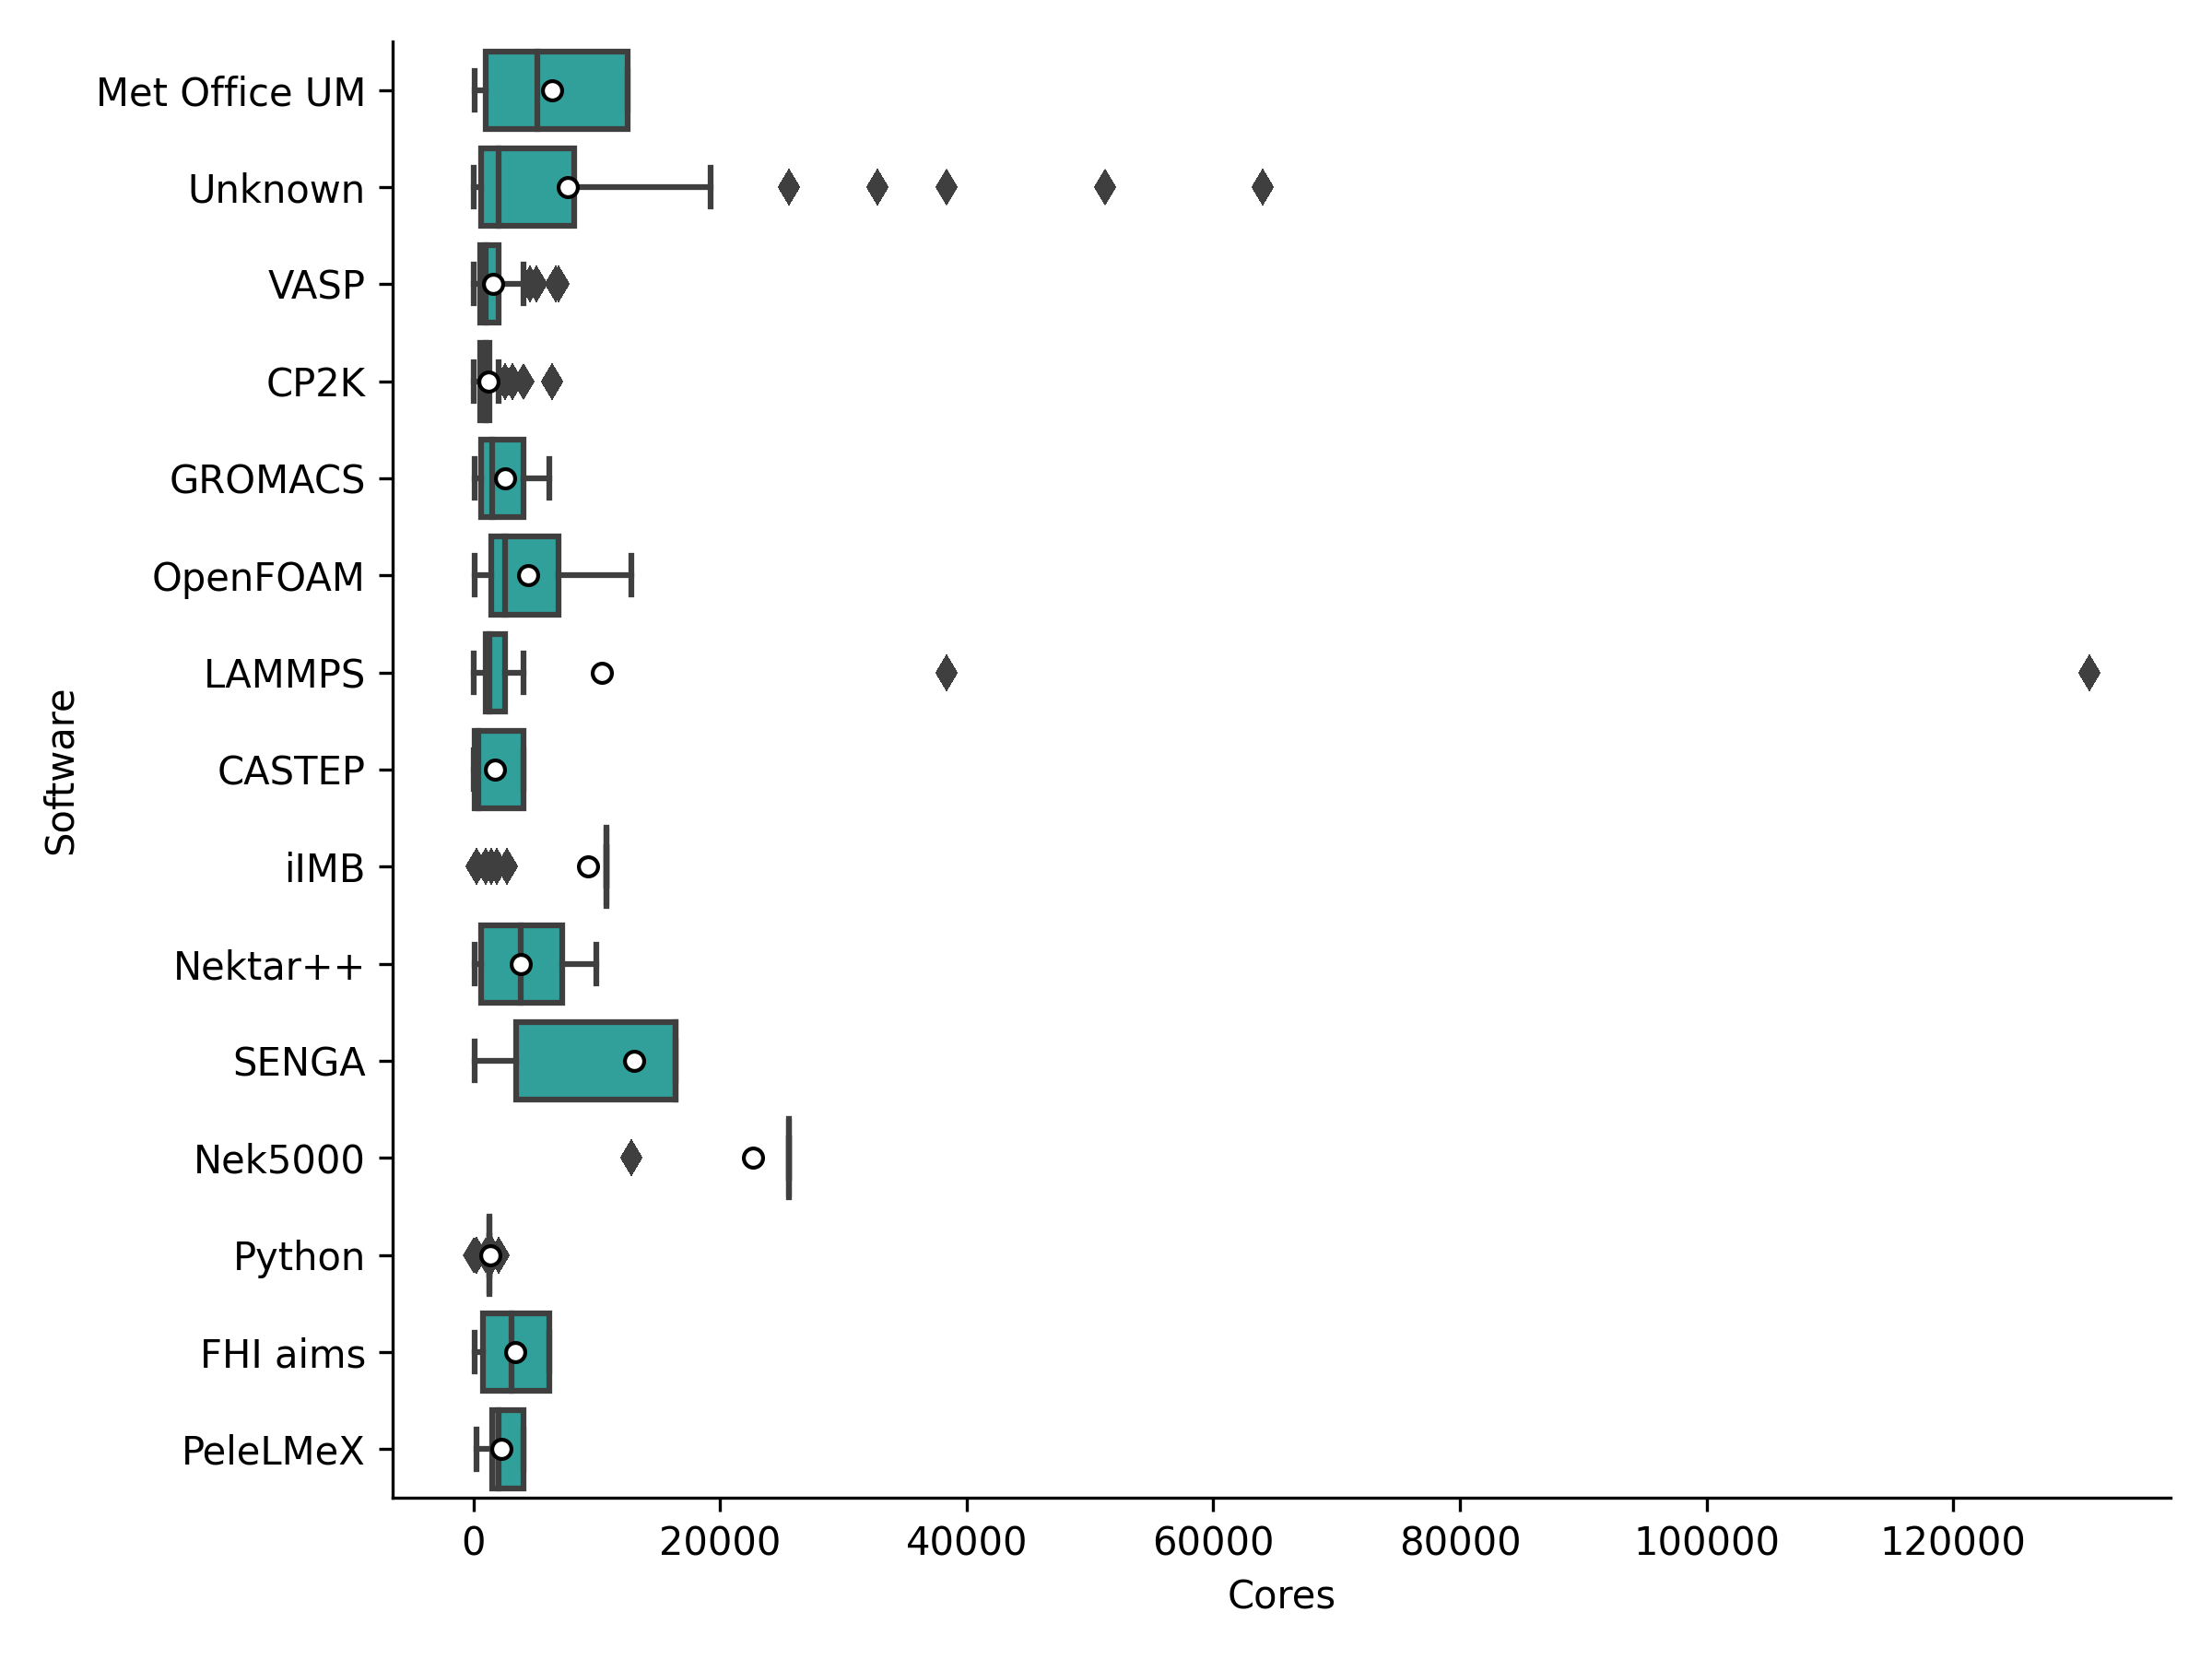 Met Office UM
Unknown
VASP
CP2K
GROMACS
OpenFOAM
LAMMPS
CASTEP
iIMB
Nektar++
SENGA
Nek5000
Python
FHI aims
PeleLMeX
Software
0 20000 40000 60000 80000 100000 120000
Cores